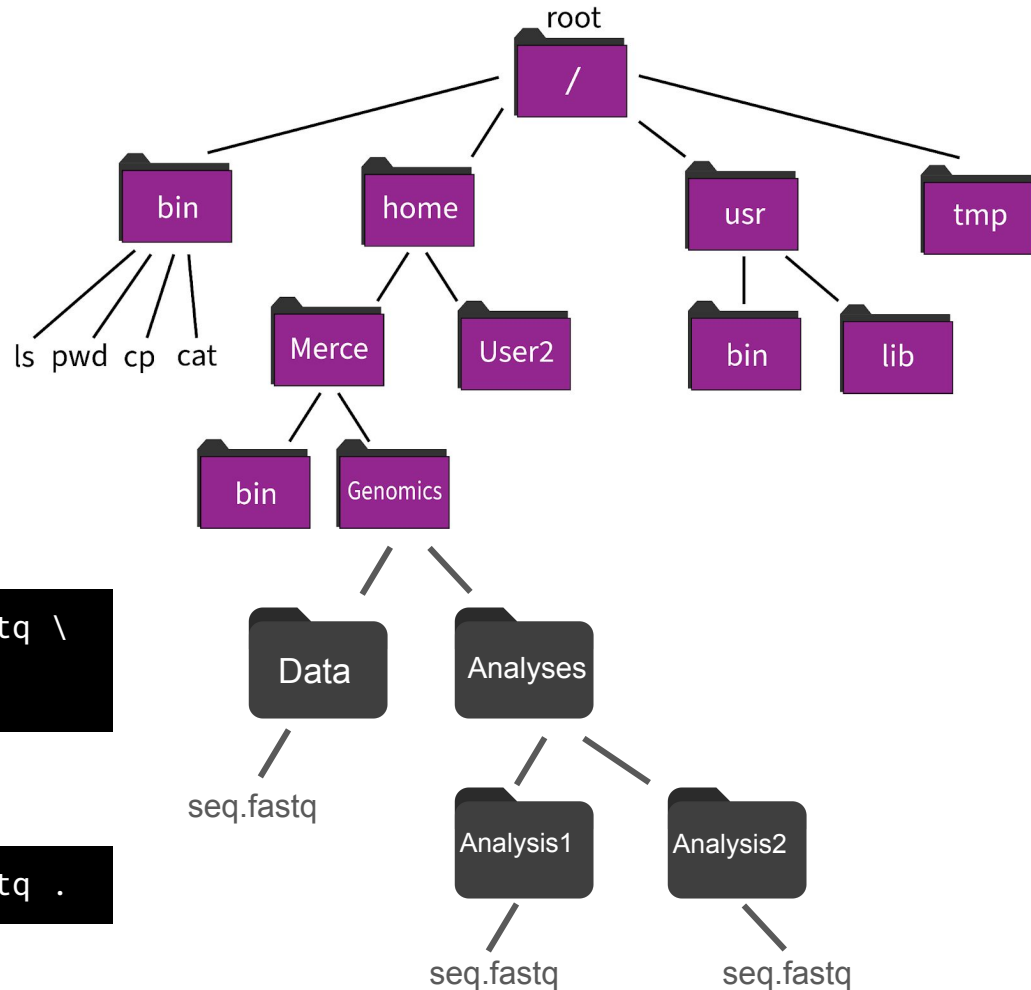 root
/
bin
home
usr
tmp
ls pwd cp cat
Merce
User2
bin
lib
bin
Genomics
tq \
Data
Analyses
seq.fastq
Analysis1
Analysis2
tq .
seq.fastq
seq.fastq